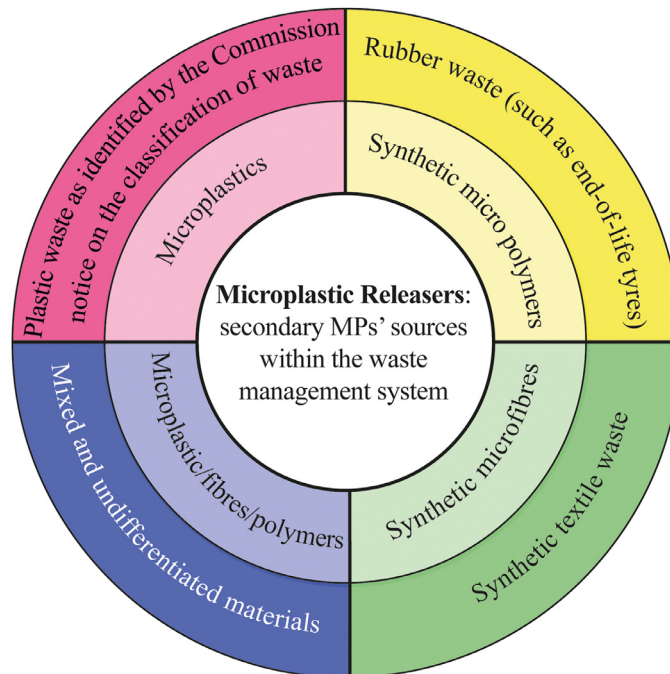 Plastic waste as identified by the Commission
notice on the classification of waste
Microplastics
Rubber waste (such as end-of-life tyres)
Synthetic micro polymers
Microplastic Releasers:
secondary MPs’ sources
within the waste
management system
Mixed and undifferentiated materials
Microplastic/fibres/polymers
Synthetic microfibres
Synthetic textile waste